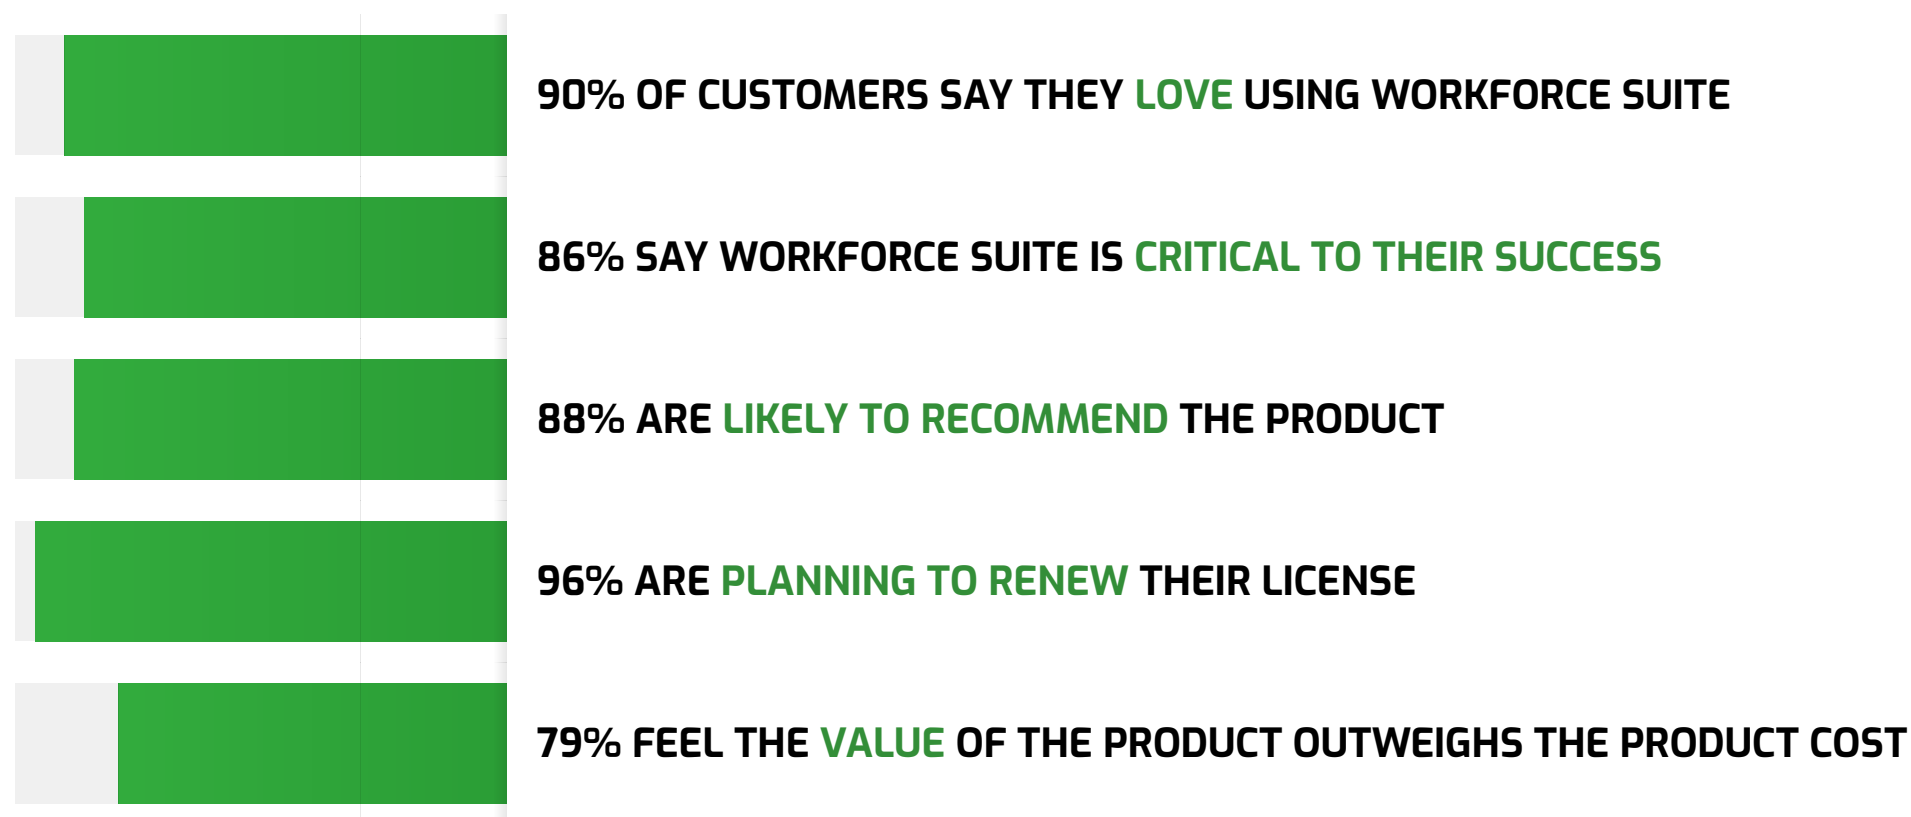 90% OF CUSTOMERS SAY THEY LOVE USING WORKFORCE SUITE
86% SAY WORKFORCE SUITE IS CRITICAL TO THEIR SUCCESS
88% ARE LIKELY TO RECOMMEND THE PRODUCT
96% ARE PLANNING TO RENEW THEIR LICENSE
79% FEEL THE VALUE OF THE PRODUCT OUTWEIGHS THE PRODUCT COST